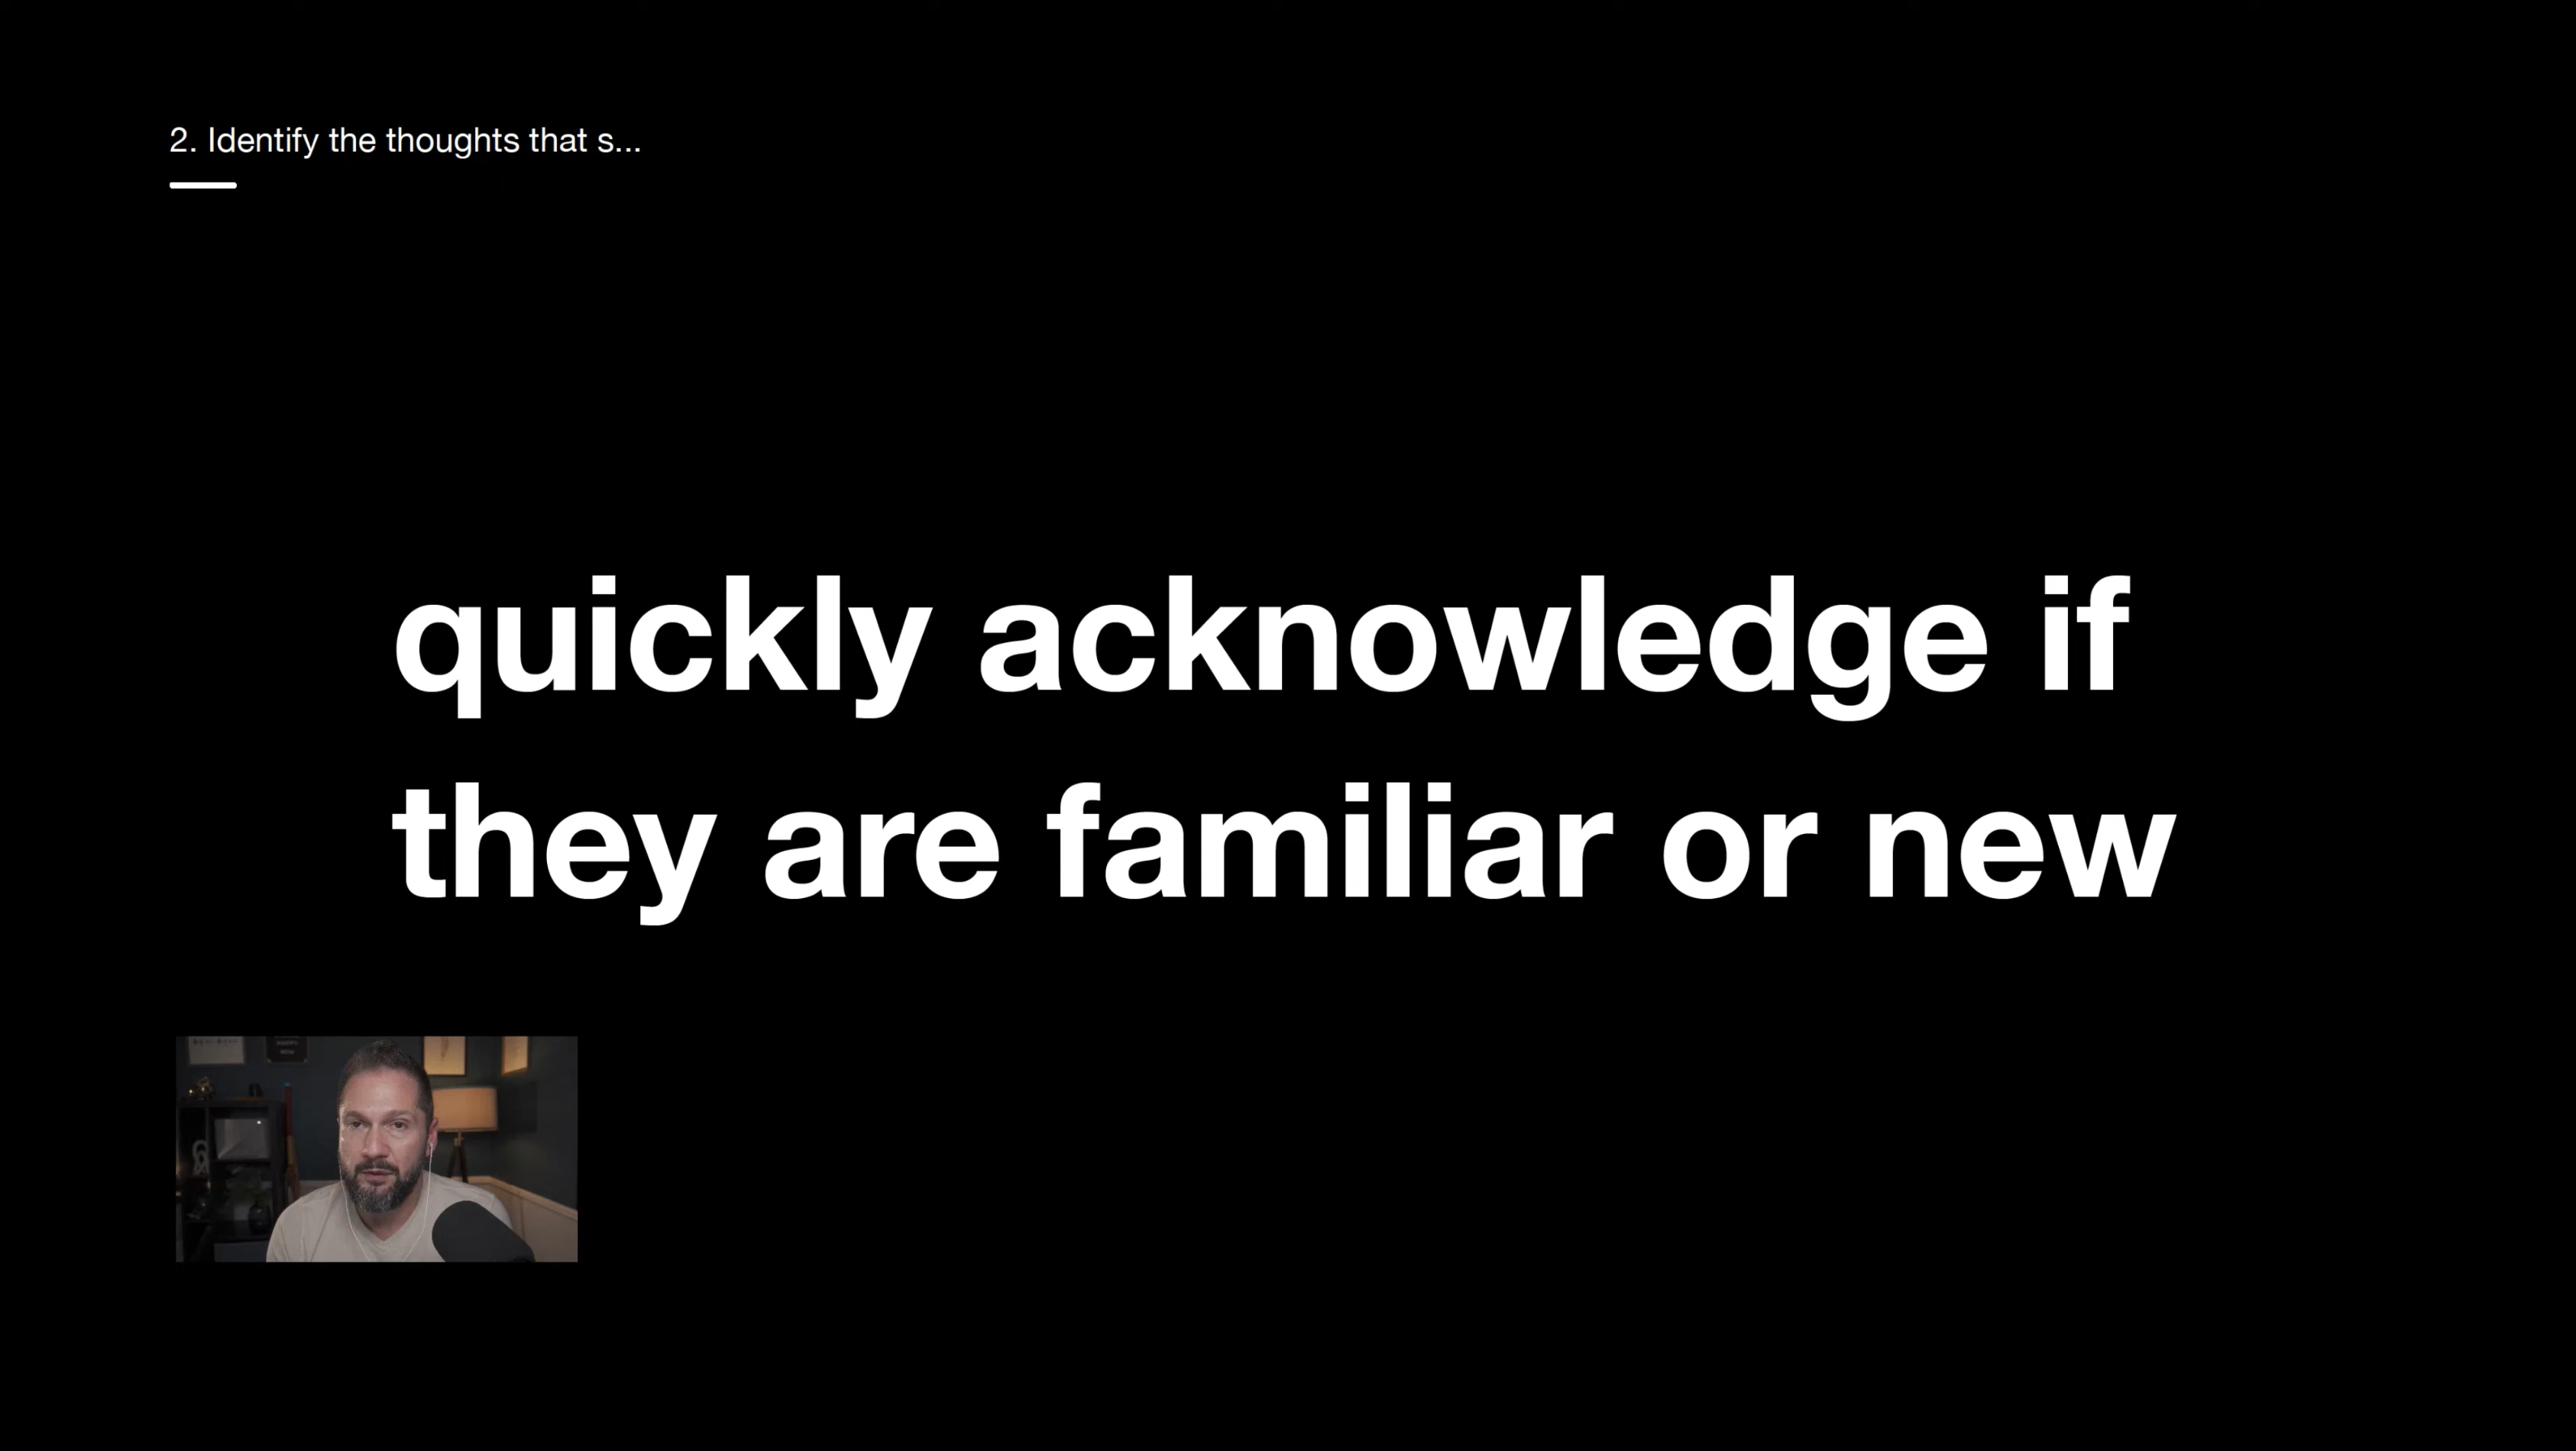 2. Identify the thoughts that s...
quickly acknowledge if
they are familiar or new